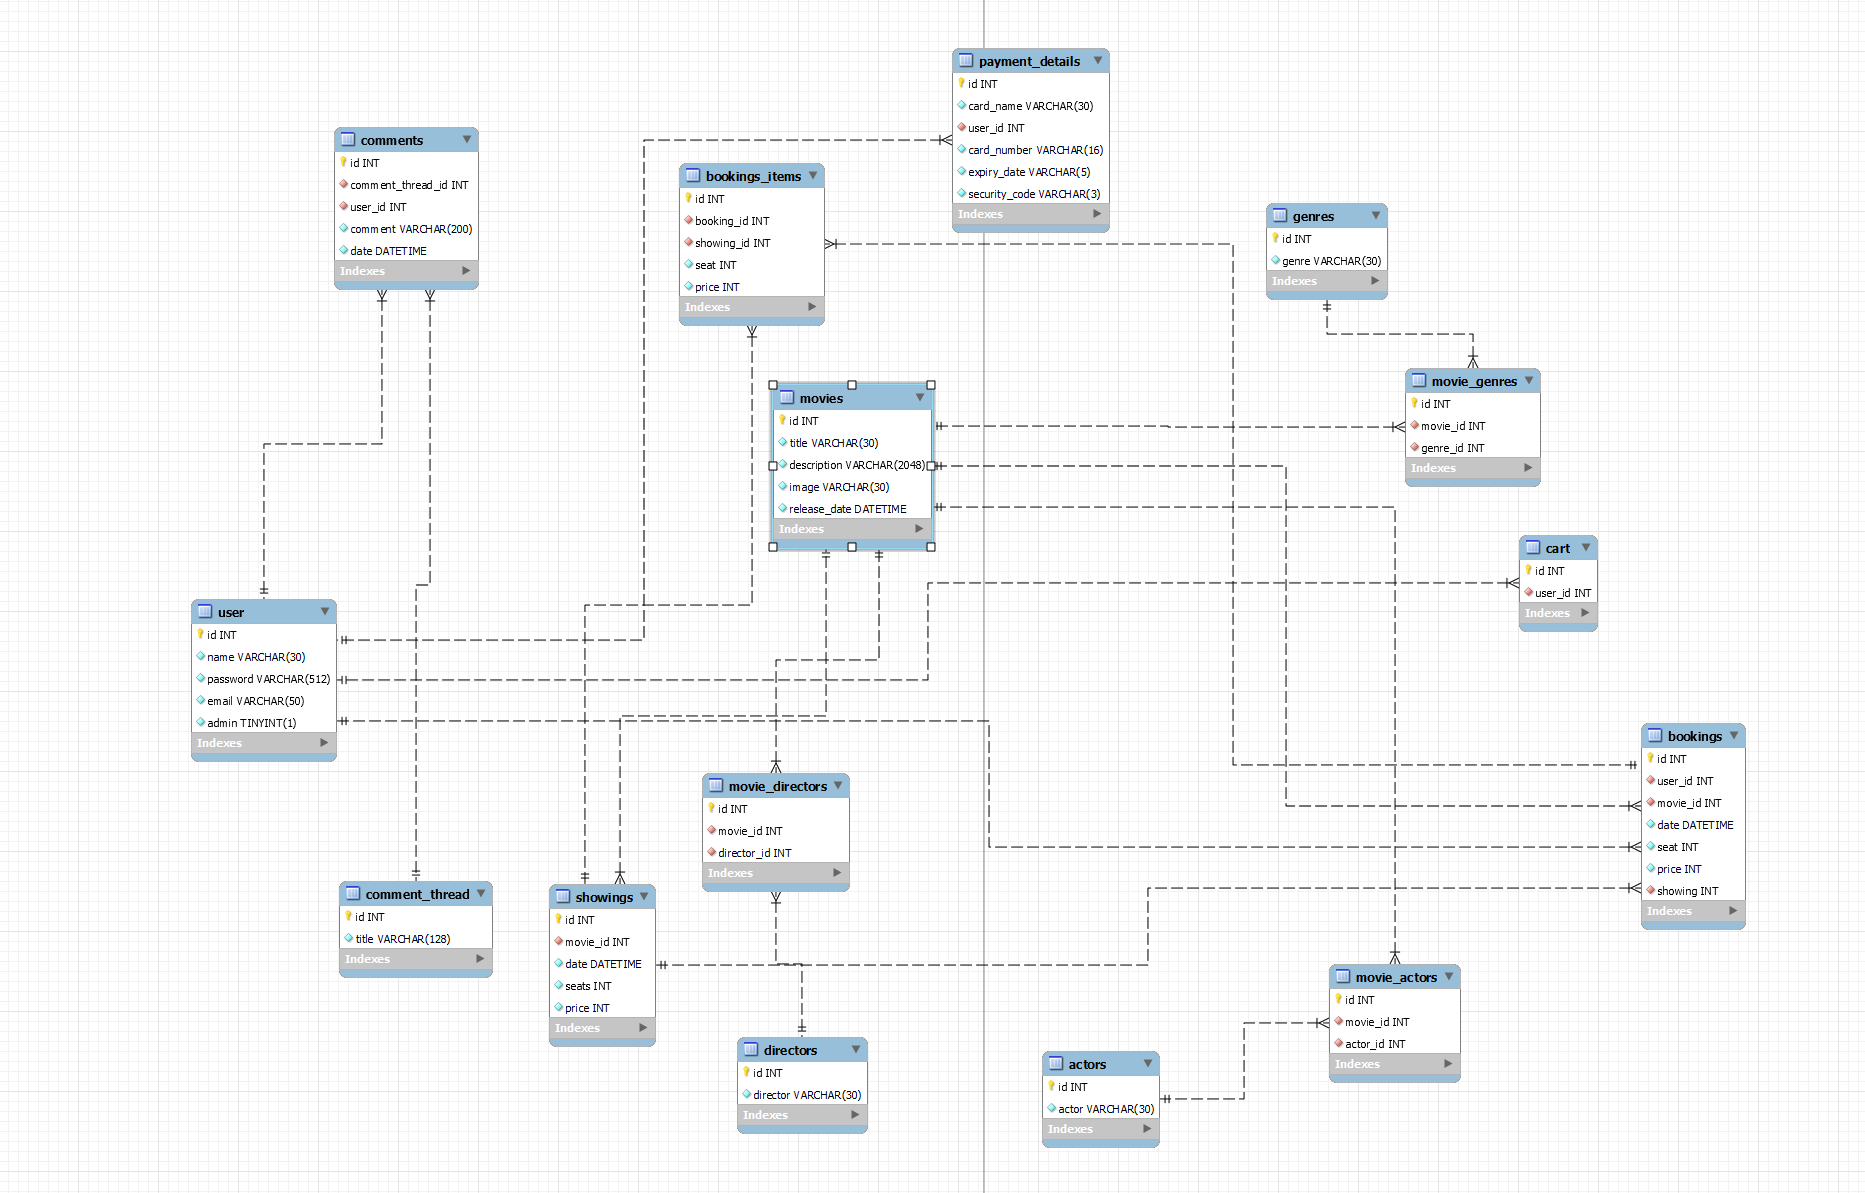 payment_details
id INT
card_name VARCHAR(30)
user_id INT
card_number VARCHAR(16)
expiry_date VARCHAR(5)
security_code VARCHAR(3)
Indexes
comments
id INT
comment_thread_id INT
user_id INT
comment VARCHAR(200)
date DATETIME
Indexes
bookings_items
id INT
booking_id INT
showing_id INT
seat INT
price INT
Indexes
genres
id INT
genre VARCHAR(30)
Indexes
movies
id INT
title VARCHAR(30)
description VARCHAR(2048)
image VARCHAR(30)
release_date DATETIME
Indexes
movie_genres
id INT
movie_id INT
genre_id INT
Indexes
cart
id INT
user_id INT
Indexes
user
id INT
name VARCHAR(30)
password VARCHAR(512)
email VARCHAR(50)
admin TINYINT(1)
Indexes
bookings
id INT
user_id INT
movie_id INT
date DATETIME
seat INT
price INT
showing INT
Indexes
movie_directors
id INT
movie_id INT
director_id INT
Indexes
comment_thread
id INT
title VARCHAR(128)
Indexes
showings
id INT
movie_id INT
date DATETIME
seats INT
price INT
Indexes
movie_actors
id INT
movie_id INT
actor_id INT
Indexes
directors
id INT
director VARCHAR(30)
Indexes
actors
id INT
actor VARCHAR(30)
Indexes